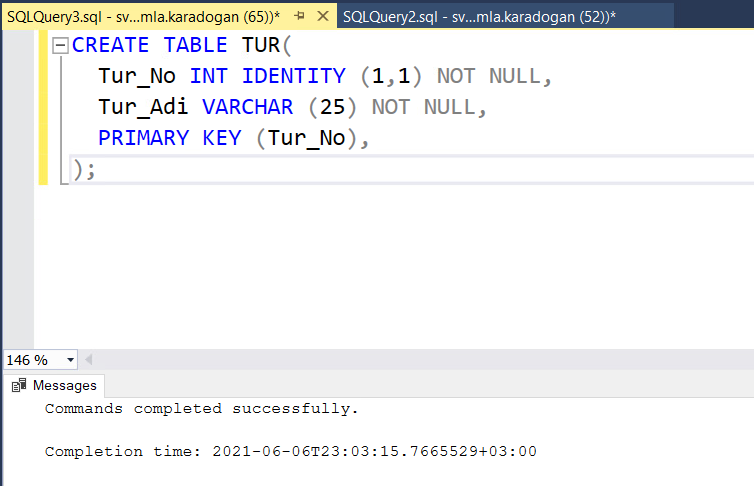 SQLQuery3.sql - sv...mla.karadogan (65))* SQLQuery2.sql - sv...mla.karadogan (52))*
CREATE TABLE TUR(
Tur_No INT IDENTITY (1,1) NOT NULL,
Tur_Adi VARCHAR (25) NOT NULL,
PRIMARY KEY (Tur_No),
);
146 %
Messages
Commands completed successfully.
Completion time: 2021-06-06T23:03:15.7665529+03:00